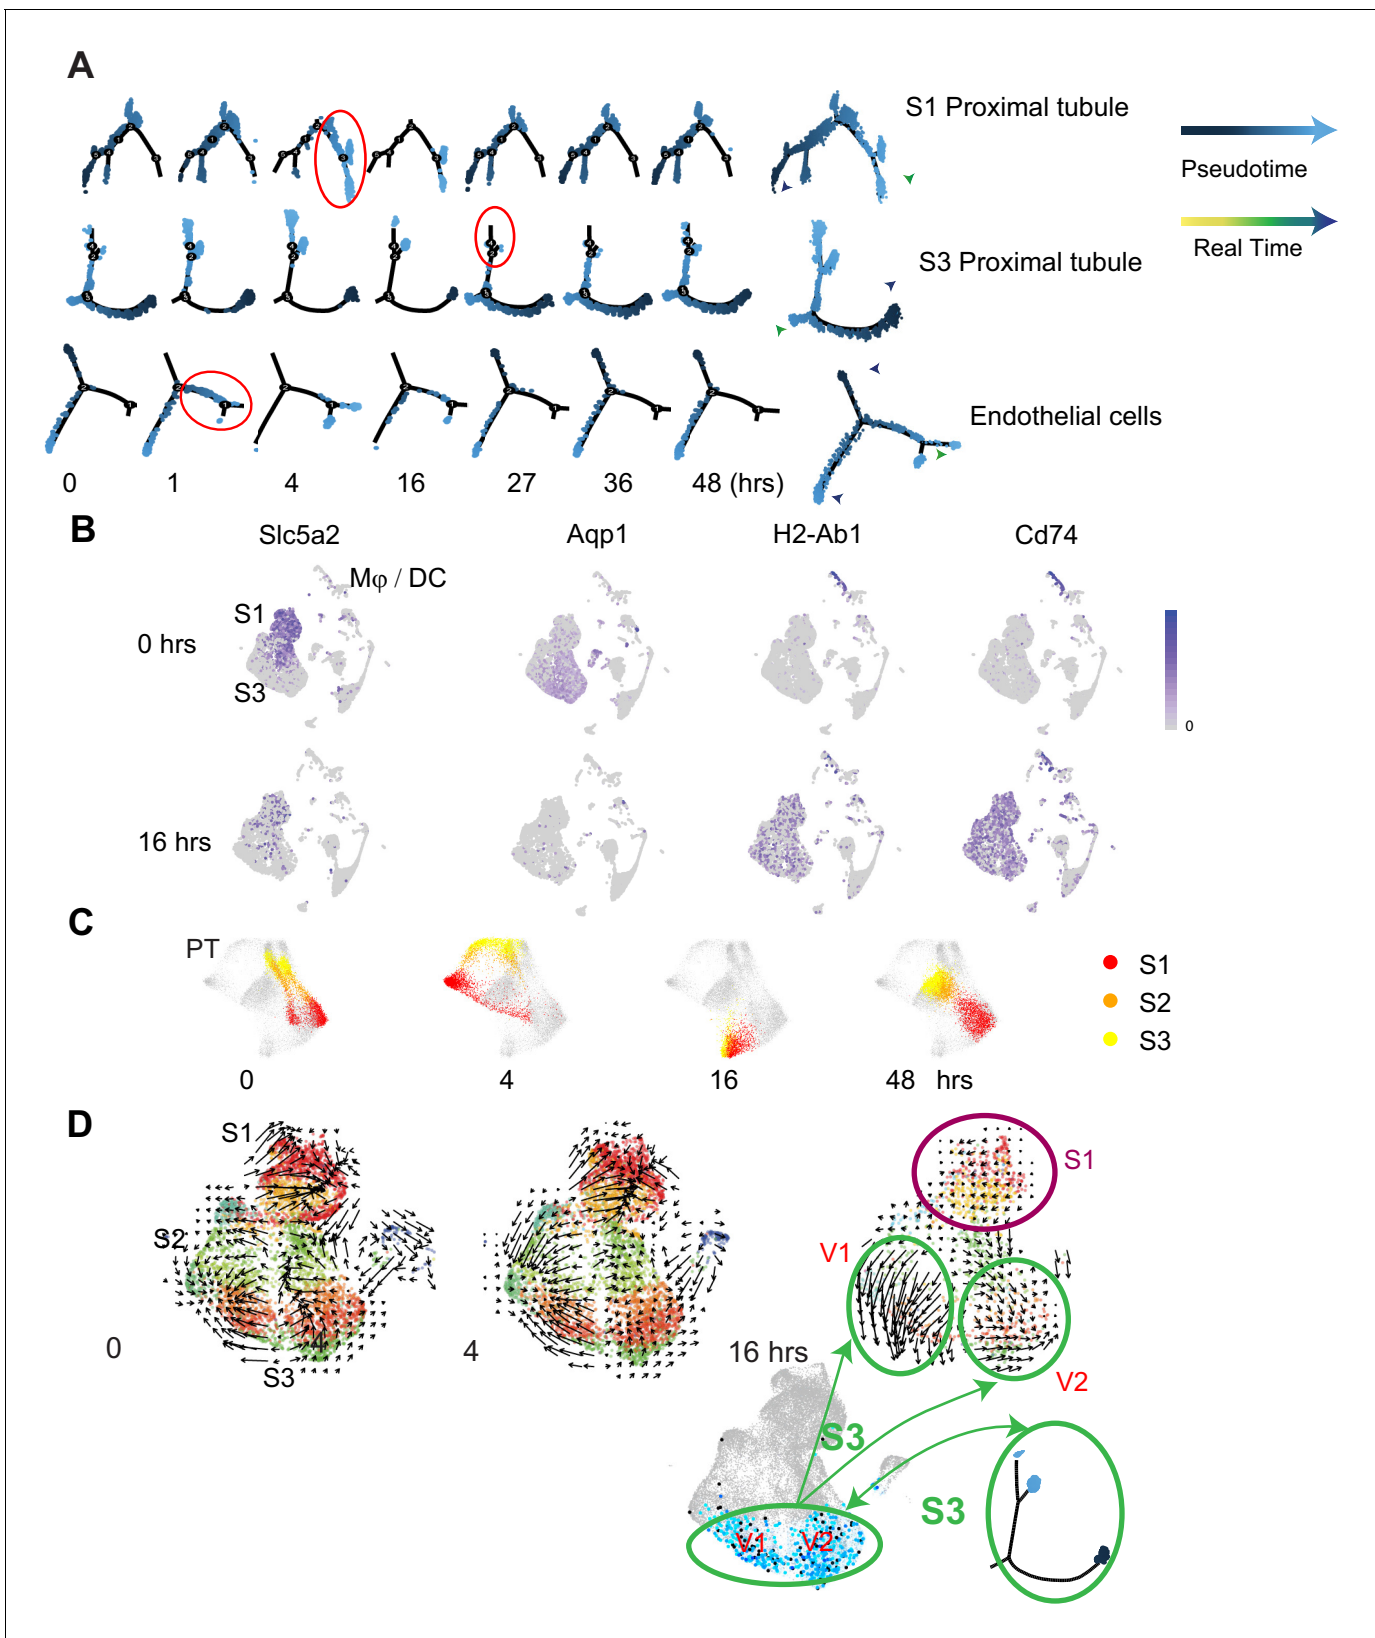 A
S1 Proximal tubule
Pseudotime
Real Time
S3 Proximal tubule
Endothelial cells
0 1 4 16 27 36 48 (hrs)
B
Slc5a2 Aqp1 H2-Ab1 Cd74
Mφ / DC
S1
0 hrs
S3
0
16 hrs
C
PT
S1
S2
S3
0 4 16 48 hrs
D
S1
S1
S2
V1
0 4 4 16 hrs
S3
V2
S3
S3
V1 V2